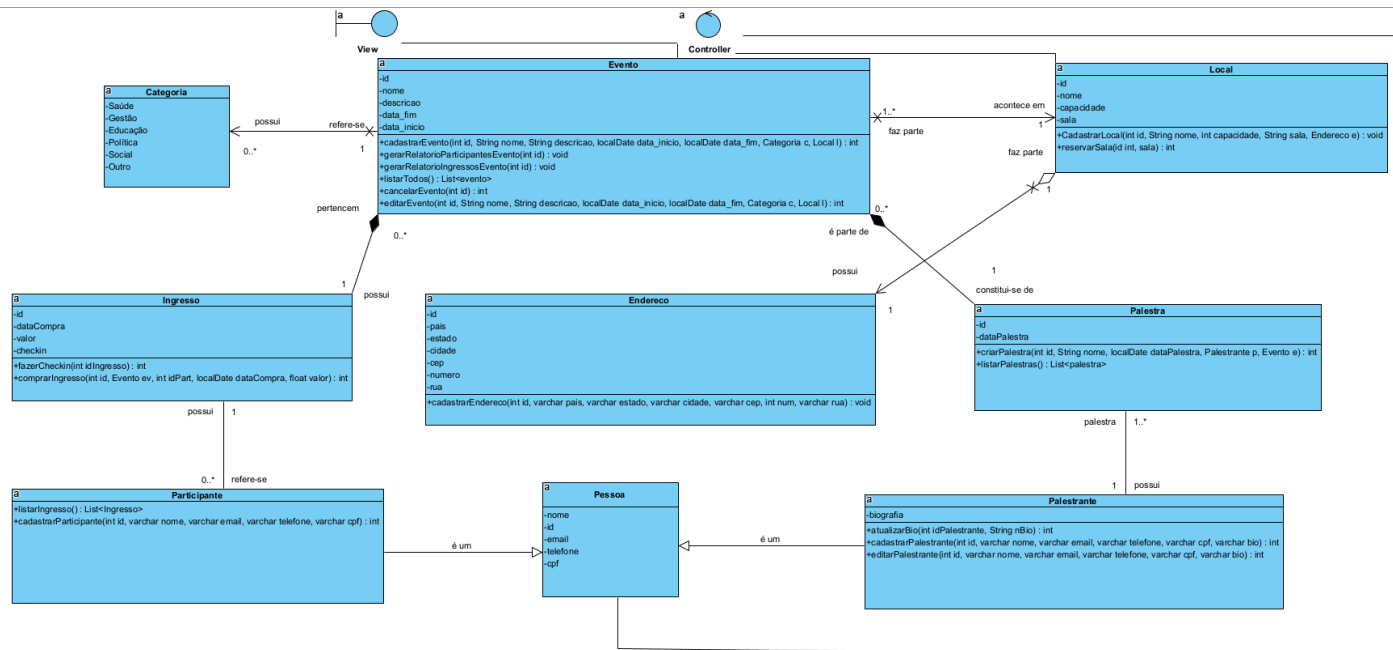 a
a
View
Controller
a
Evento
-id
-nome
-descricao
-data_fim
-data_inicio
+cadastrarEvento(int id, String nome, String descricao, localDate data_inicio, localDate data_fim, Categoria c, Local l) : int
+gerarRelatorioParticipantesEvento(int id) : void
+gerarRelatorioIngressosEvento(int id) : void
+listarTodos() : List<evento>
+cancelarEvento(int id) : int
+editarEvento(int id, String nome, String descricao, localDate data_inicio, localDate data_fim, Categoria c, Local l) : int
a
Local
-id
-nome
-capacidade
-sala
+CadastrarLocal(int id, String nome, int capacidade, String sala, Endereco e) : void
+reservarSala(id int, sala) : int
a
Categoria
-Saúde
-Gestão
-Educação
-Política
-Social
-Outro
possui
refere-se
0..*
1
1..*
acontece em
faz parte
1
faz parte
1
pertencem
0..*
1
possui
0..*
é parte de
1
constitui-se de
possui
1
a
Ingresso
-id
-dataCompra
-valor
-checkin
+fazerCheckin(int idIngresso) : int
+comprarIngresso(int id, Evento ev, int idPart, localDate dataCompra, float valor) : int
a
Endereco
-id
-pais
-estado
-cidade
-cep
-numero
-rua
+cadastrarEndereco(int id, varchar pais, varchar estado, varchar cidade, varchar cep, int num, varchar rua) : void
a
Palestra
-id
-dataPalestra
+criarPalestra(int id, String nome, localDate dataPalestra, Palestrante p, Evento e) : int
+listarPalestras() : List<palestra>
possui
1
0..*
refere-se
palestra
1..*
1
possui
a
Participante
+listarIngresso() : List<Ingresso>
+cadastrarParticipante(int id, varchar nome, varchar email, varchar telefone, varchar cpf) : int
é um
a
Pessoa
-nome
-id
-email
-telefone
-cpf
é um
a
Palestrante
-biografia
+atualizarBio(int idPalestrante, String nBio) : int
+cadastrarPalestrante(int id, varchar nome, varchar email, varchar telefone, varchar cpf, varchar bio) : int
+editarPalestrante(int id, varchar nome, varchar email, varchar telefone, varchar cpf, varchar bio) : int